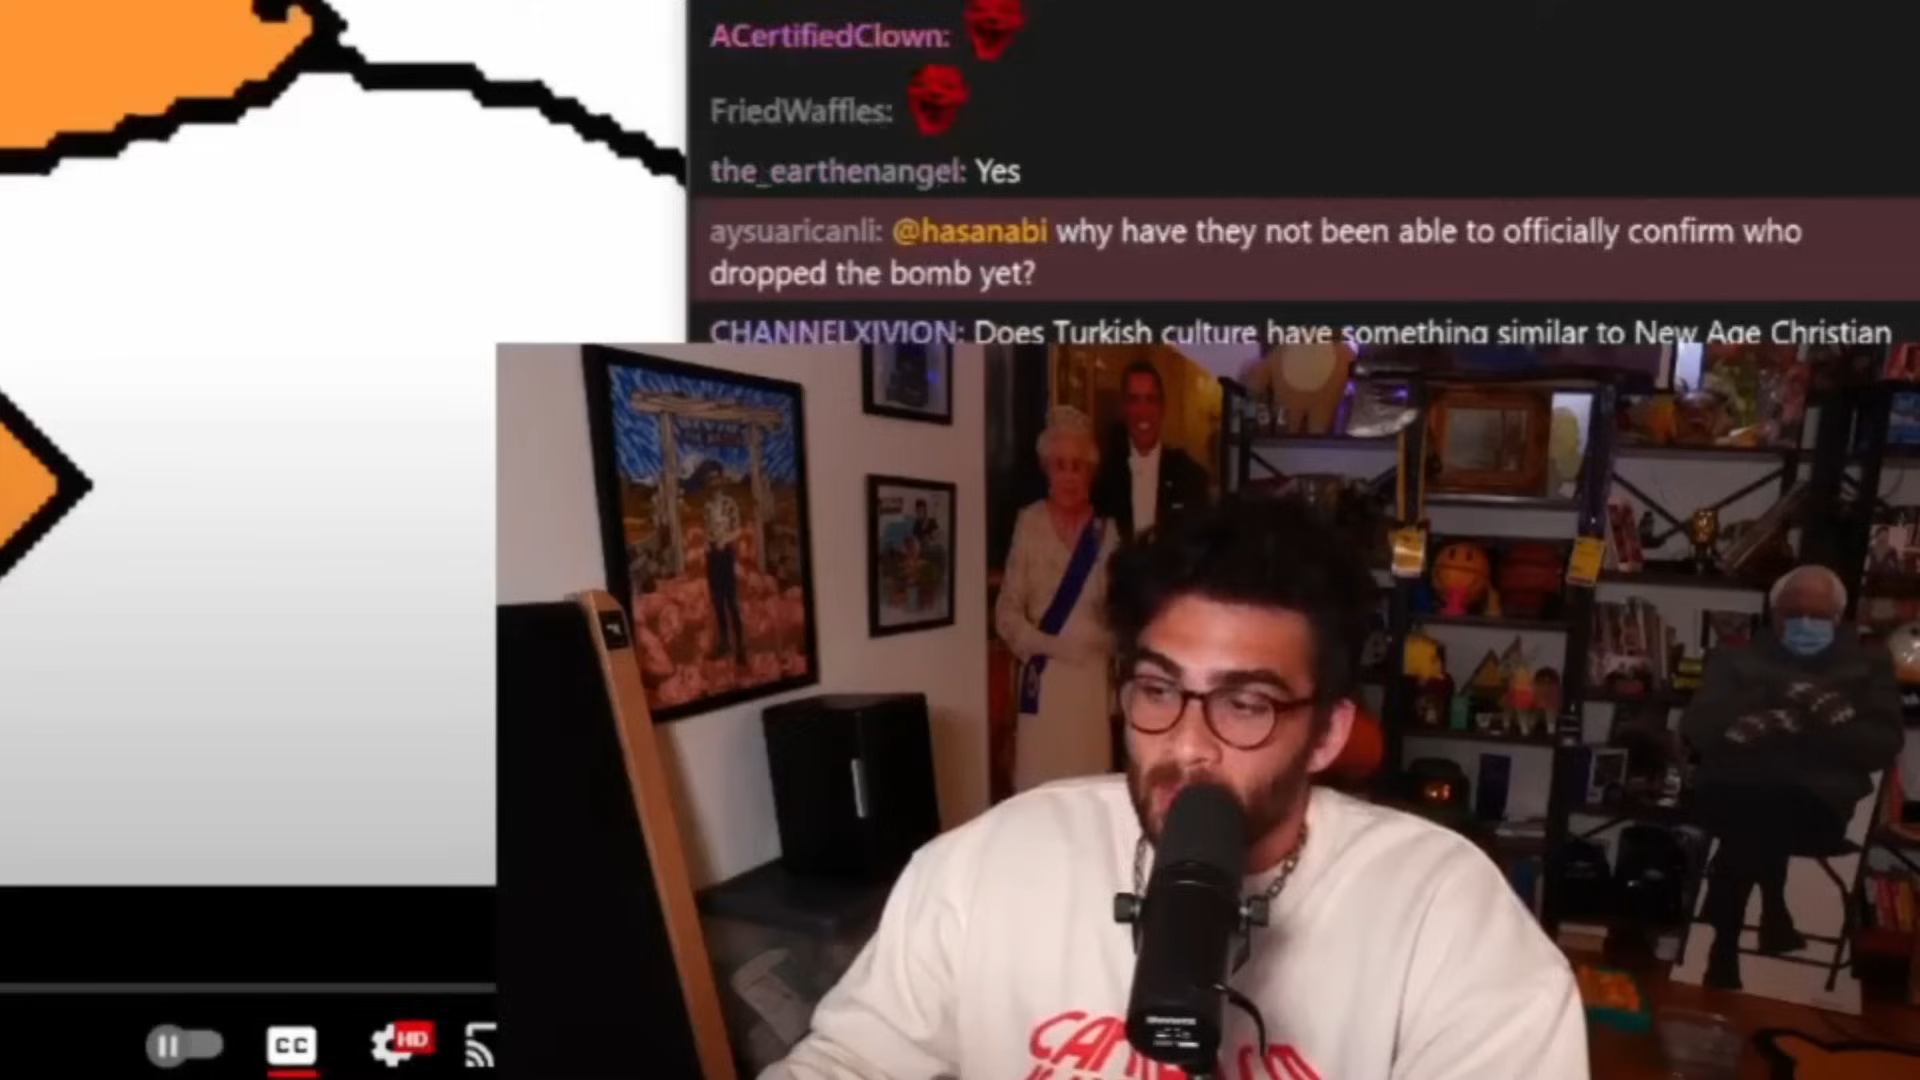 ACertifiedClown:
FriedWaffles:
the_earthenangel: Yes
aysuaricanli: @hasanabi why have they not been able to officially confirm who
dropped the bomb yet?
CHANNELXIVION: Does Turkish culture have something similar to New Age Christian
CC
HD